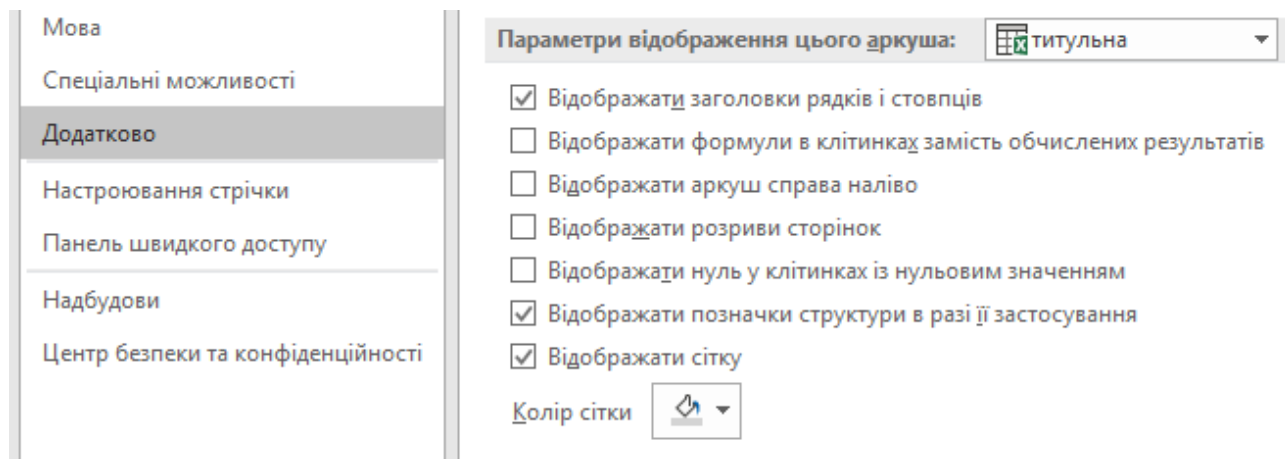 Мова
Спеціальні можливості
Додатково
Настроювання стрічки
Панель швидкого доступу
Надбудови
Центр безпеки та конфіденційності
Параметри відображення цього аркуша: титульна
Відображати заголовки рядків і стовпців
Відображати формули в клітинках замість обчислених результатів
Відображати аркуш справа наліво
Відображати розриви сторінок
Відображати нуль у клітинках із нульовим значенням
Відображати позначки структури в разі її застосування
Відображати сітку
Колір сітки